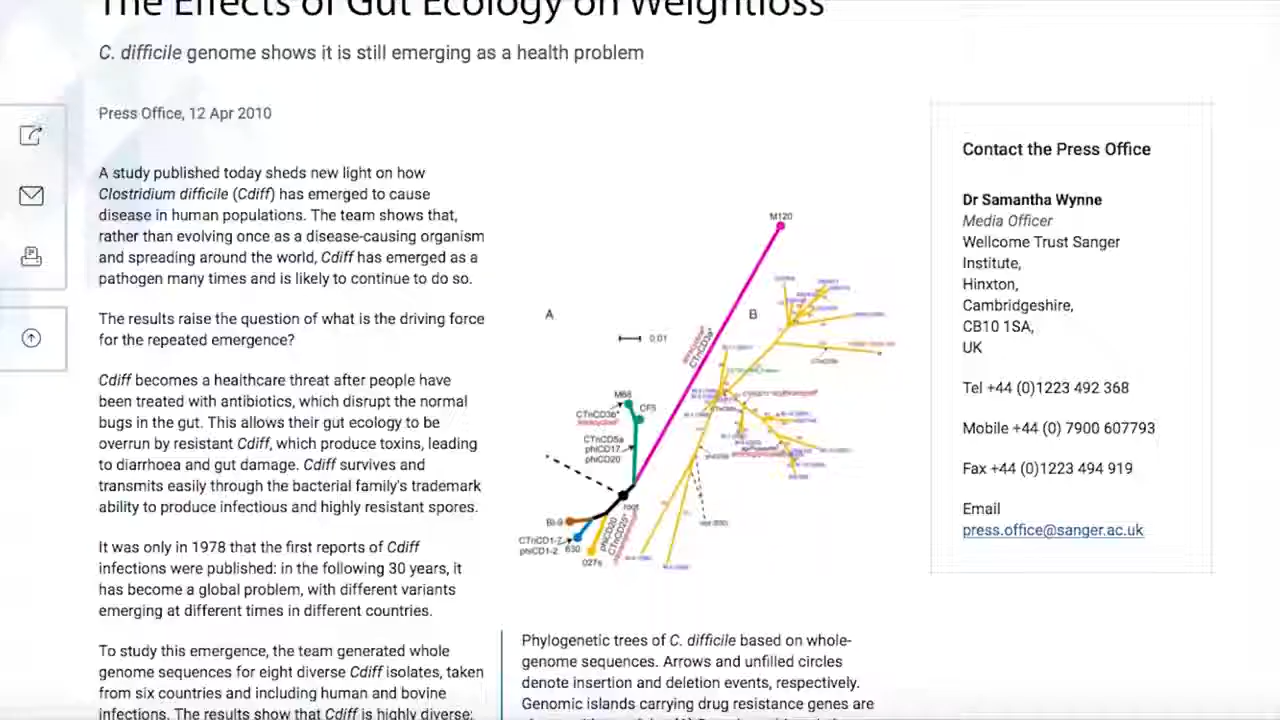 The Effects of Gut Ecology on Weightloss
C. difficile genome shows it is still emerging as a health problem
Press Office, 12 Apr 2010
A study published today sheds new light on how
Clostridium difficile (Cdiff) has emerged to cause
disease in human populations. The team shows that,
rather than evolving once as a disease-causing organism
and spreading around the world, Cdiff has emerged as a
pathogen many times and is likely to continue to do so.
The results raise the question of what is the driving force
for the repeated emergence?
Cdiff becomes a healthcare threat after people have
been treated with antibiotics, which disrupt the normal
bugs in the gut. This allows their gut ecology to be
overrun by resistant Cdiff, which produce toxins, leading
to diarrhoea and gut damage. Cdiff survives and
transmits easily through the bacterial family's trademark
ability to produce infectious and highly resistant spores.
It was only in 1978 that the first reports of Cdiff
infections were published: in the following 30 years, it
has become a global problem, with different variants
emerging at different times in different countries.
To study this emergence, the team generated whole
genome sequences for eight diverse Cdiff isolates, taken
from six countries and including human and bovine
infections. The results show that Cdiff is highly diverse:
M120
A
B
0.01
CTnCD3a*
M68
CTnCD3b*
CF5
CTnCD5a
phiCD17
phiCD20
root
BI-9
CTnCD1-7
phiCD1-2
630
027s
phiCD20
Phylogenetic trees of C. difficile based on whole-
genome sequences. Arrows and unfilled circles
denote insertion and deletion events, respectively.
Genomic islands carrying drug resistance genes are
Contact the Press Office
Dr Samantha Wynne
Media Officer
Wellcome Trust Sanger
Institute,
Hinxton,
Cambridgeshire,
CB10 1SA,
UK
Tel +44 (0)1223 492 368
Mobile +44 (0) 7900 607793
Fax +44 (0)1223 494 919
Email
press.office@sanger.ac.uk